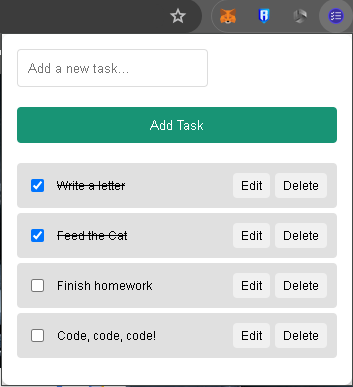 Add a new task...
Add Task
Write a letter Edit Delete
Feed the Cat Edit Delete
Finish homework Edit Delete
Code, code, code! Edit Delete